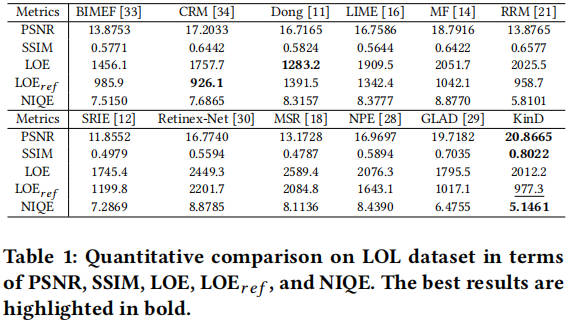 Metrics BIMEF [33] CRM [34] Dong [11] LIME [16] MF [14] RRM [21]
PSNR 13.8753 17.2033 16.7165 16.7586 18.7916 13.8765
SSIM 0.5771 0.6442 0.5824 0.5644 0.6422 0.6577
LOE 1456.1 1757.7 1283.2 1909.5 2051.7 2025.5
LOEref 985.9 926.1 1391.5 1342.4 1042.1 958.7
NIQE 7.5150 7.6865 8.3157 8.3777 8.8770 5.8101
Metrics SRIE [12] Retinex-Net [30] MSR [18] NPE [28] GLAD [29] KinD
PSNR 11.8552 16.7740 13.1728 16.9697 19.7182 20.8665
SSIM 0.4979 0.5594 0.4787 0.5894 0.7035 0.8022
LOE 1745.4 2449.3 2589.4 2076.3 1795.5 2012.2
LOEref 1199.8 2201.7 2084.8 1643.1 1017.1 977.3
NIQE 7.2869 8.8785 8.1136 8.4390 6.4755 5.1461
Table 1: Quantitative comparison on LOL dataset in terms
of PSNR, SSIM, LOE, LOEref, and NIQE. The best results are
highlighted in bold.